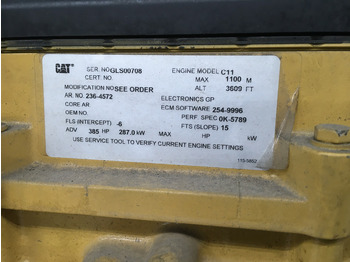 CAT SER. NO GLS00708 ENGINE MODEL C11
CERT. NO. MAX 1100 M
MODIFICATION NO SEE ORDER ALT 3609 FT
AR. NO. 236-4572 ELECTRONICS GP
CORE AR ECM SOFTWARE 254-9996
OEM NO. PERF SPEC 0K-5789
FLS (INTERCEPT) -6 FTS (SLOPE) 15
ADV 385 HP 287.0 kW MAX HP kW
USE SERVICE TOOL TO VERIFY CURRENT ENGINE SETTINGS